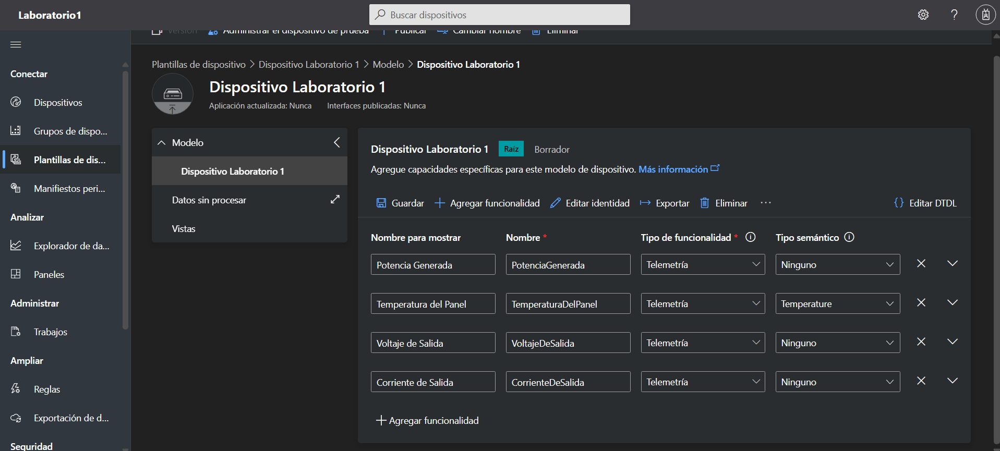 Laboratorio1
Buscar dispositivos
Versión Administrar el dispositivo de prueba Publicar Cambiar nombre Eliminar
Conectar
Dispositivos
Grupos de dispo...
Plantillas de dis...
Manifiestos peri...
Analizar
Explorador de da...
Paneles
Administrar
Trabajos
Ampliar
Reglas
Exportación de d...
Seguridad
Plantillas de dispositivo > Dispositivo Laboratorio 1 > Modelo > Dispositivo Laboratorio 1
Dispositivo Laboratorio 1
Aplicación actualizada: Nunca Interfaces publicadas: Nunca
Modelo
Dispositivo Laboratorio 1
Datos sin procesar
Vistas
Dispositivo Laboratorio 1 Raíz Borrador
Agregue capacidades específicas para este modelo de dispositivo. Más información
Guardar Agregar funcionalidad Editar identidad Exportar Eliminar ... {} Editar DTDL
Nombre para mostrar Nombre * Tipo de funcionalidad * Tipo semántico
Potencia Generada PotenciaGenerada Telemetría Ninguno
Temperatura del Panel TemperaturaDelPanel Telemetría Temperature
Voltaje de Salida VoltajeDeSalida Telemetría Ninguno
Corriente de Salida CorrienteDeSalida Telemetría Ninguno
Agregar funcionalidad